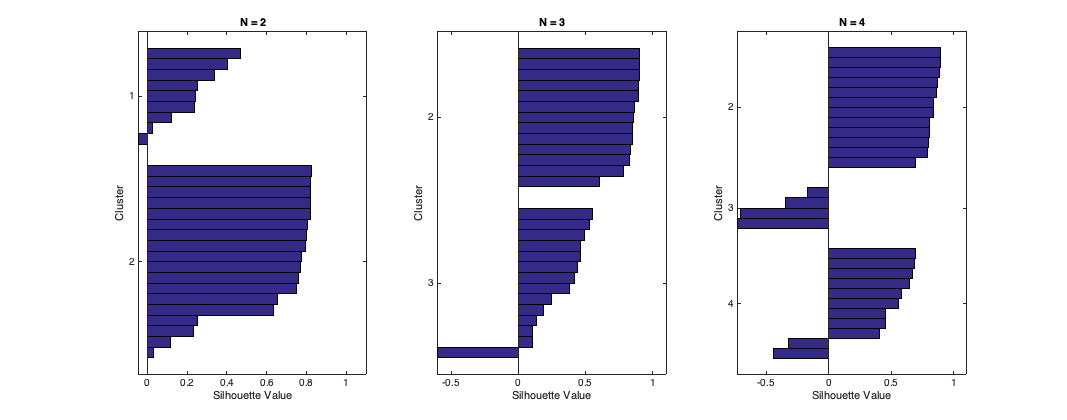 N = 2
Cluster
1
2
0 0.2 0.4 0.6 0.8 1
Silhouette Value
N = 3
Cluster
2
3
-0.5 0 0.5 1
Silhouette Value
N = 4
Cluster
2
3
4
-0.5 0 0.5 1
Silhouette Value